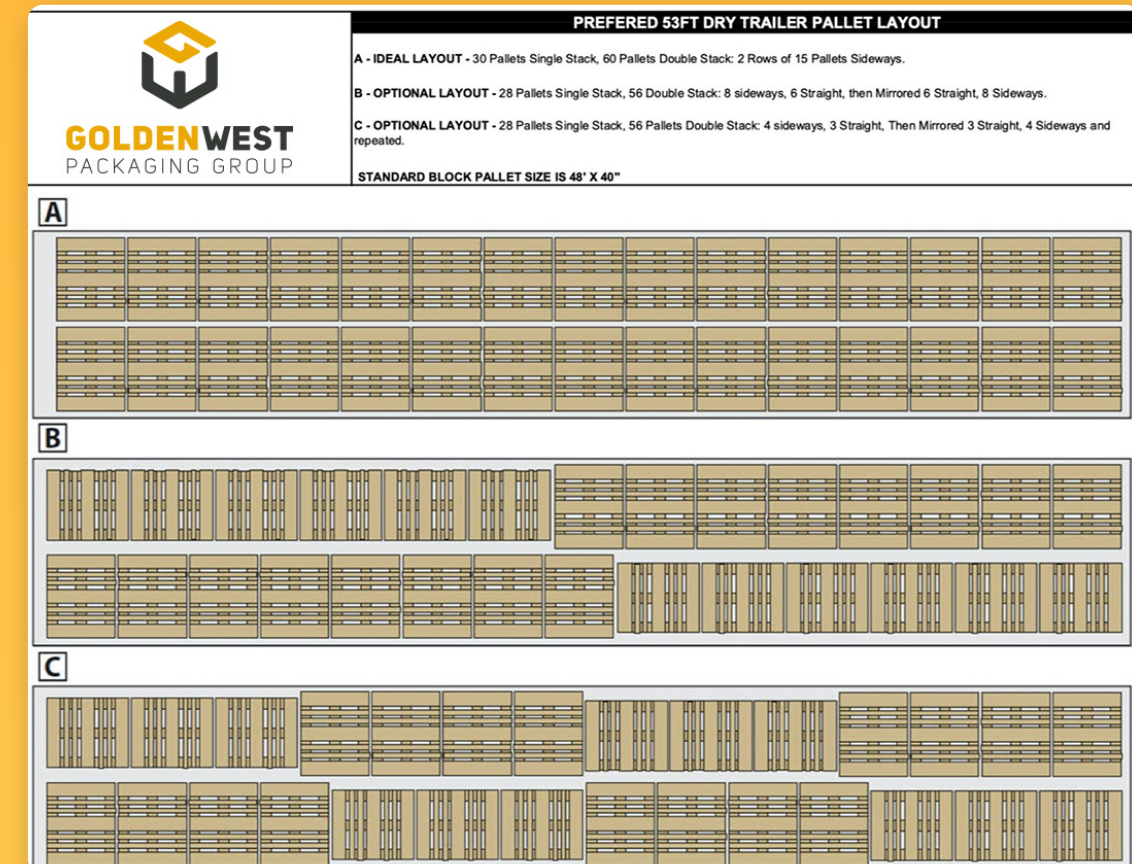 GOLDENWEST
PACKAGING GROUP
PREFERED 53FT DRY TRAILER PALLET LAYOUT
A - IDEAL LAYOUT - 30 Pallets Single Stack, 60 Pallets Double Stack: 2 Rows of 15 Pallets Sideways.
B - OPTIONAL LAYOUT - 28 Pallets Single Stack, 56 Double Stack: 8 sideways, 6 Straight, then Mirrored 6 Straight, 8 Sideways.
C - OPTIONAL LAYOUT - 28 Pallets Single Stack, 56 Pallets Double Stack: 4 sideways, 3 Straight, Then Mirrored 3 Straight, 4 Sideways and
repeated.
STANDARD BLOCK PALLET SIZE IS 48' X 40"
A
B
C